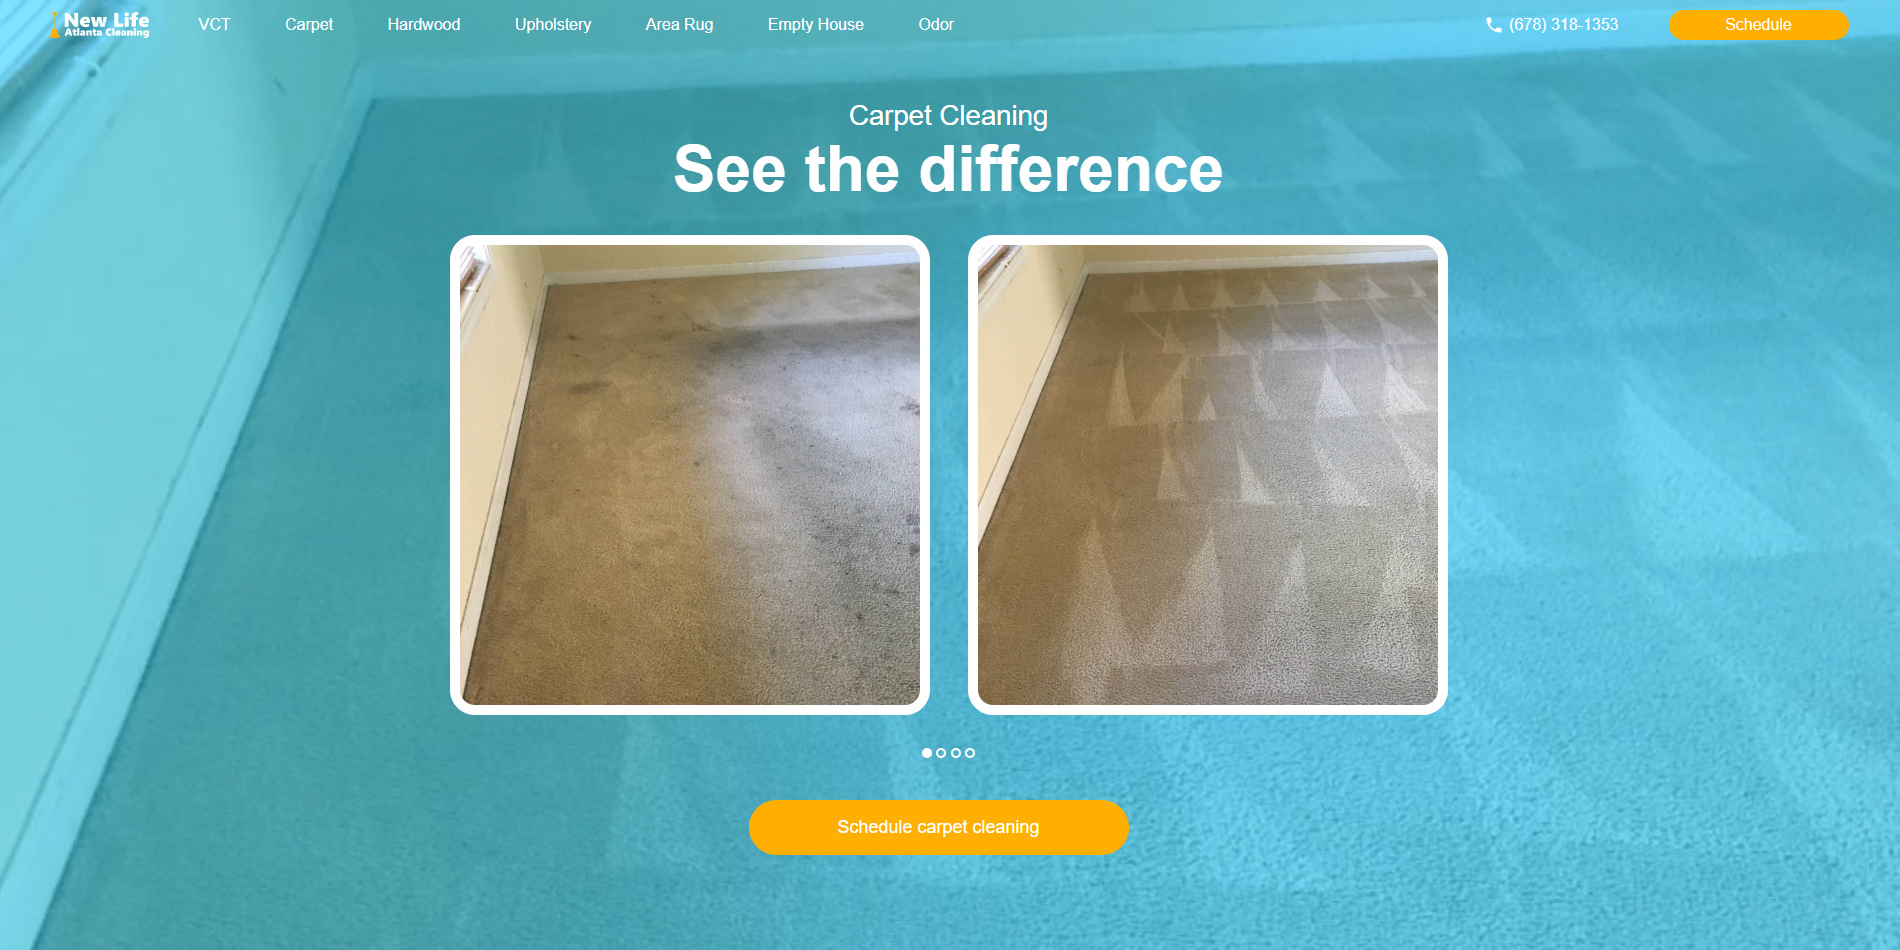 New Life
Atlanta Cleaning
VCT
Carpet
Hardwood
Upholstery
Area Rug
Empty House
Odor
(678) 318-1353
Schedule
Carpet Cleaning
See the difference
Schedule carpet cleaning